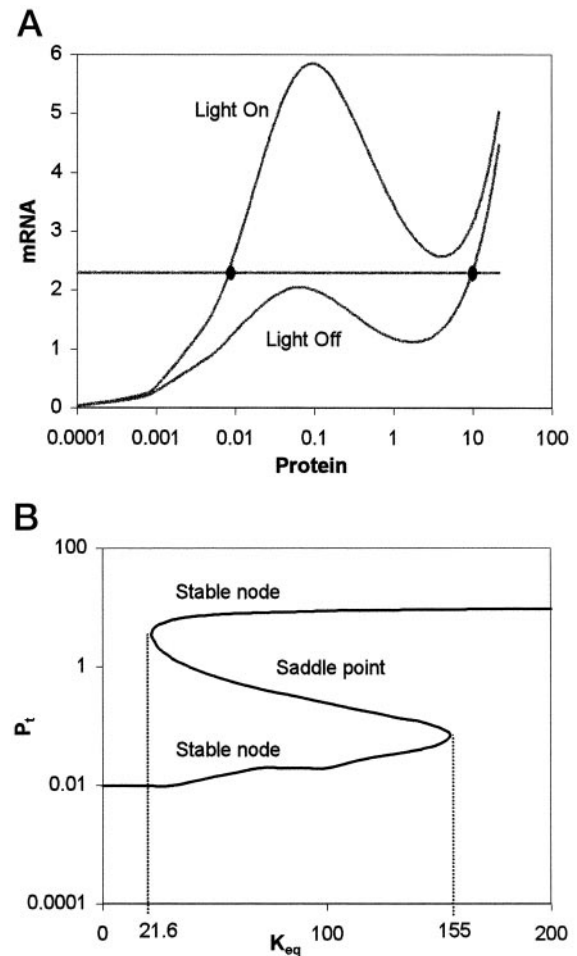 A
6
5
4
3
2
1
0
mRNA
Light On
Light Off
0.0001 0.001 0.01 0.1 1 10 100
Protein
B
100
1
0.01
0.0001
P_t
Stable node
Saddle point
Stable node
0 21.6 100 155 200
K_eq